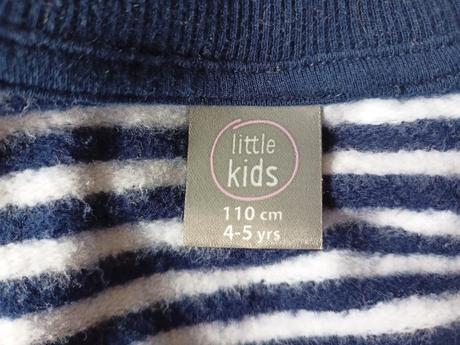 little
kids
110 cm
4-5 yrs